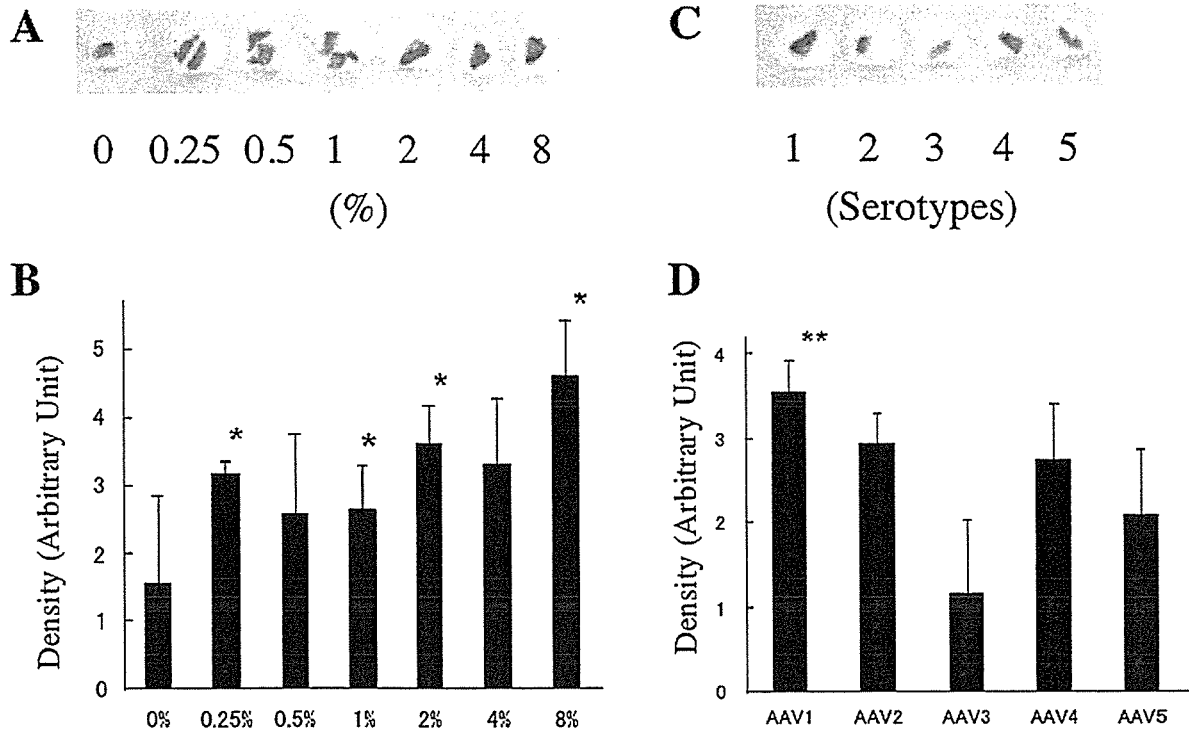 A
0 0.25 0.5 1 2 4 8
(%)
C
1 2 3 4 5
(Serotypes)
B
Density (Arbitrary Unit)
5
4
3
2
1
0
* * * *
0% 0.25% 0.5% 1% 2% 4% 8%
D
Density (Arbitrary Unit)
4
3
2
1
0
**
AAV1 AAV2 AAV3 AAV4 AAV5